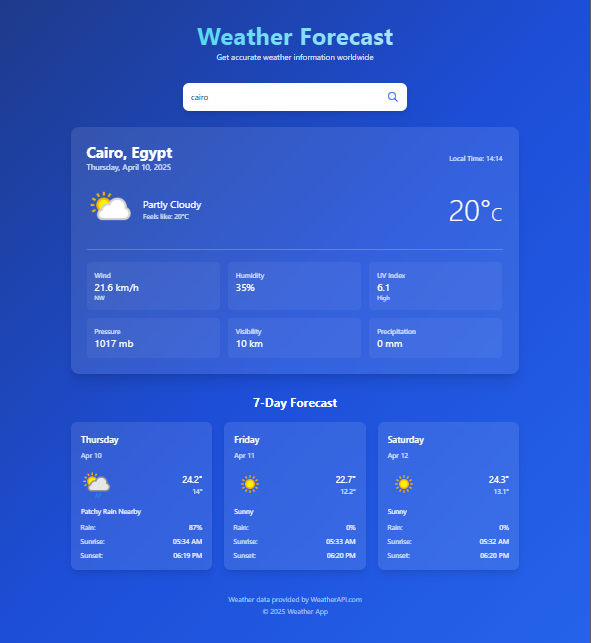 Weather Forecast
Get accurate weather information worldwide
cairo
Cairo, Egypt
Thursday, April 10, 2025
Local Time: 14:14
Partly Cloudy
Feels like: 20°C
20°C
Wind
21.6 km/h
NW
Humidity
35%
UV Index
6.1
High
Pressure
1017 mb
Visibility
10 km
Precipitation
0 mm
7-Day Forecast
Thursday
Apr 10
24.2°
14°
Patchy Rain Nearby
Rain: 87%
Sunrise: 05:34 AM
Sunset: 06:19 PM
Friday
Apr 11
22.7°
12.2°
Sunny
Rain: 0%
Sunrise: 05:33 AM
Sunset: 06:20 PM
Saturday
Apr 12
24.3°
13.1°
Sunny
Rain: 0%
Sunrise: 05:32 AM
Sunset: 06:20 PM
Weather data provided by WeatherAPI.com
© 2025 Weather App